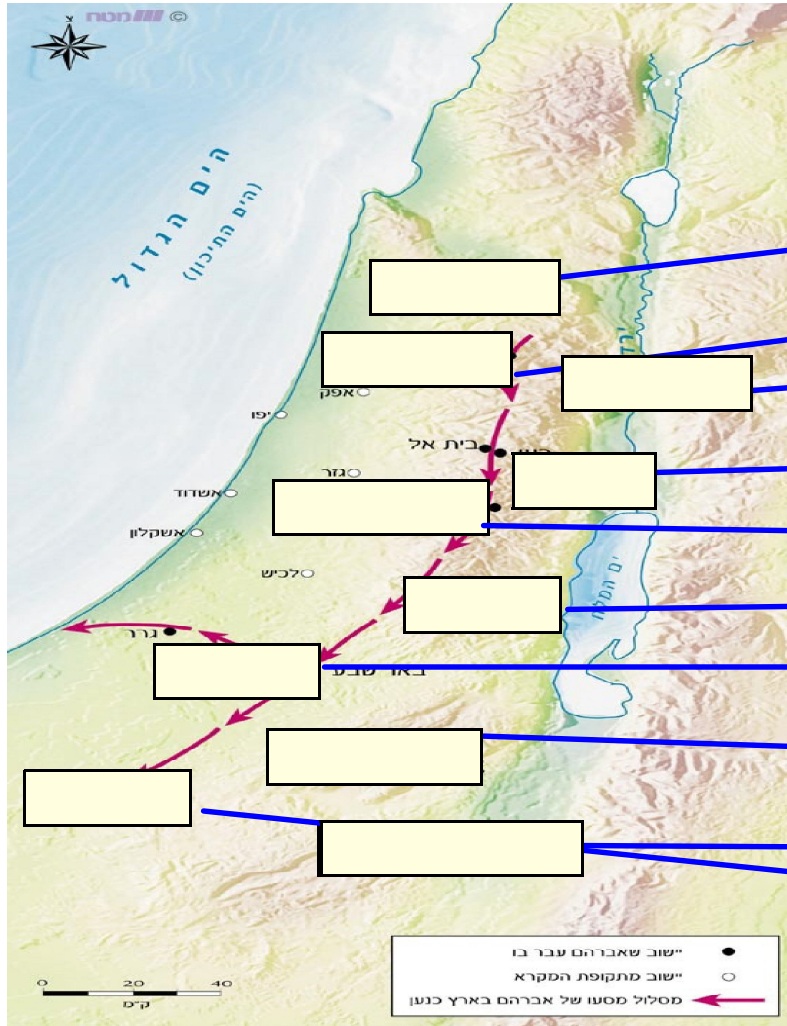 © מטח
צ
הים הגדול
(הים התיכון)
אפק
יפו
בית אל
גזר
אשדוד
אשקלון
לכיש
ים המלח
גרר
באר שבע
יישוב שאברהם עבר בו
יישוב מתקופת המקרא
מסלול מסעו של אברהם בארץ כנען
0 20 40
ק"מ